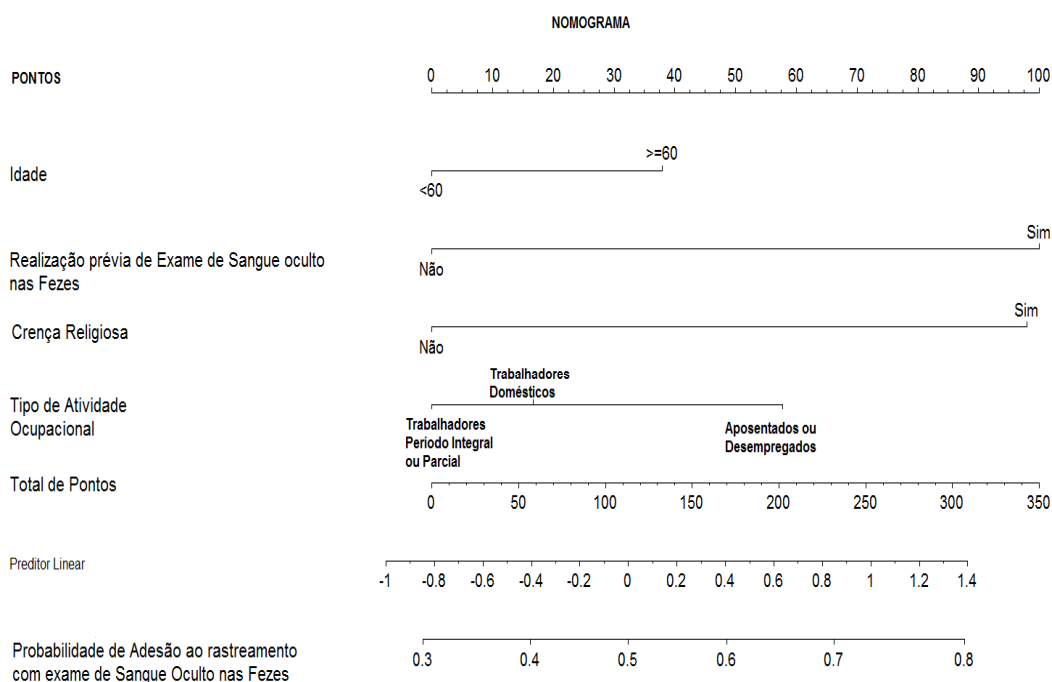 NOMOGRAMA
PONTOS
0 10 20 30 40 50 60 70 80 90 100
Idade
>=60
<60
Realização prévia de Exame de Sangue oculto
nas Fezes
Sim
Não
Crença Religiosa
Sim
Não
Tipo de Atividade
Ocupacional
Trabalhadores
Domésticos
Trabalhadores
Período Integral
ou Parcial
Aposentados ou
Desempregados
Total de Pontos
0 50 100 150 200 250 300 350
Preditor Linear
-1 -0.8 -0.6 -0.4 -0.2 0 0.2 0.4 0.6 0.8 1 1.2 1.4
Probabilidade de Adesão ao rastreamento
com exame de Sangue Oculto nas Fezes
0.3 0.4 0.5 0.6 0.7 0.8